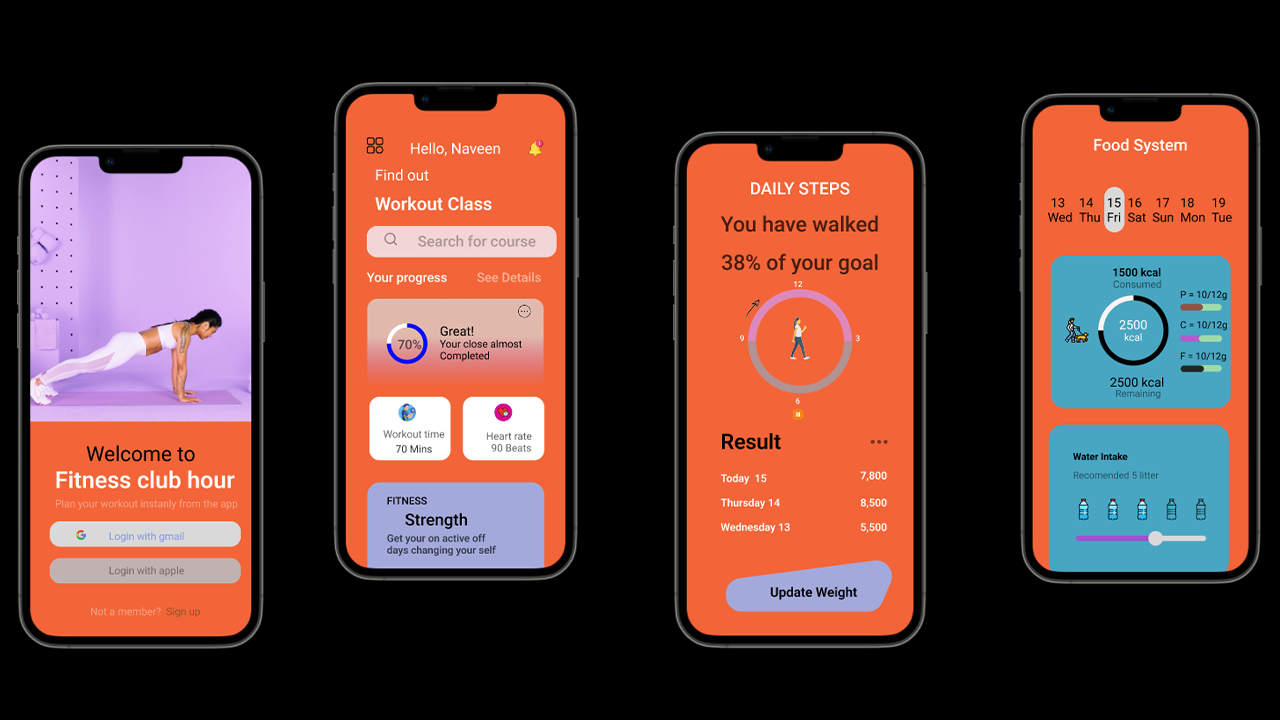 Welcome to
Fitness club hour
Plan your workout instanly from the app
Login with gmail
Login with apple
Not a member? Sign up
Hello, Naveen
Find out
Workout Class
Search for course
Your progress See Details
70%
Great!
Your close almost
Completed
Workout time
70 Mins
Heart rate
90 Beats
FITNESS
Strength
Get your on active off
days changing your self
DAILY STEPS
You have walked
38% of your goal
12
9 3
6
Result
Today 15 7,800
Thursday 14 8,500
Wednesday 13 5,500
Update Weight
Food System
13 14 15 16 17 18 19
Wed Thu Fri Sat Sun Mon Tue
1500 kcal
Consumed
2500
kcal
P = 10/12g
C = 10/12g
F = 10/12g
2500 kcal
Remaining
Water Intake
Recomended 5 litter